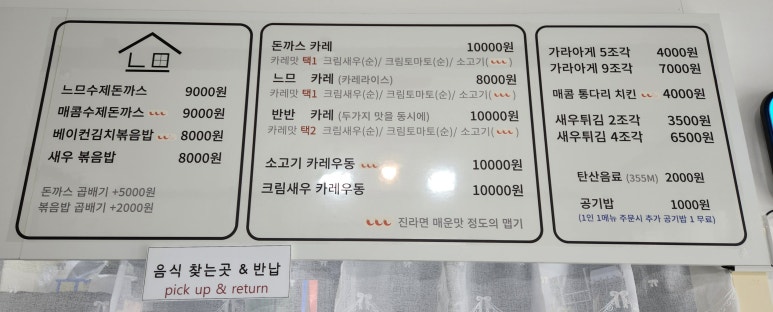 느므수제돈까스 9000원
매콤수제돈까스 9000원
베이컨김치볶음밥 8000원
새우 볶음밥 8000원
돈까스 곱배기 +5000원
볶음밥 곱배기 +2000원
돈까스 카레 10000원
카레맛 택1 크림새우(순)/ 크림토마토(순)/ 소고기( )
느므 카레 (카레라이스) 8000원
카레맛 택1 크림새우(순)/ 크림토마토(순)/ 소고기( )
반반 카레 (두가지 맛을 동시에) 10000원
카레맛 택2 크림새우(순)/ 크림토마토(순)/ 소고기( )
소고기 카레우동 10000원
크림새우 카레우동 10000원
진라면 매운맛 정도의 맵기
가라아게 5조각 4000원
가라아게 9조각 7000원
매콤 통다리 치킨 4000원
새우튀김 2조각 3500원
새우튀김 4조각 6500원
탄산음료 (355M) 2000원
공기밥 1000원
(1인 1메뉴 주문시 추가 공기밥 1 무료)
음식 찾는곳 & 반납
pick up & return